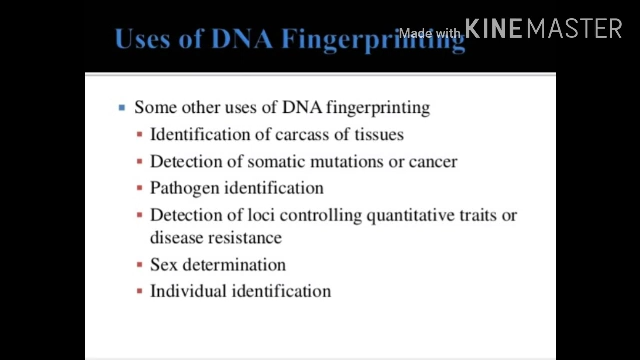 Uses of DNA Fingerprinting
Made with KINEMASTER
Some other uses of DNA fingerprinting
Identification of carcass of tissues
Detection of somatic mutations or cancer
Pathogen identification
Detection of loci controlling quantitative traits or
disease resistance
Sex determination
Individual identification